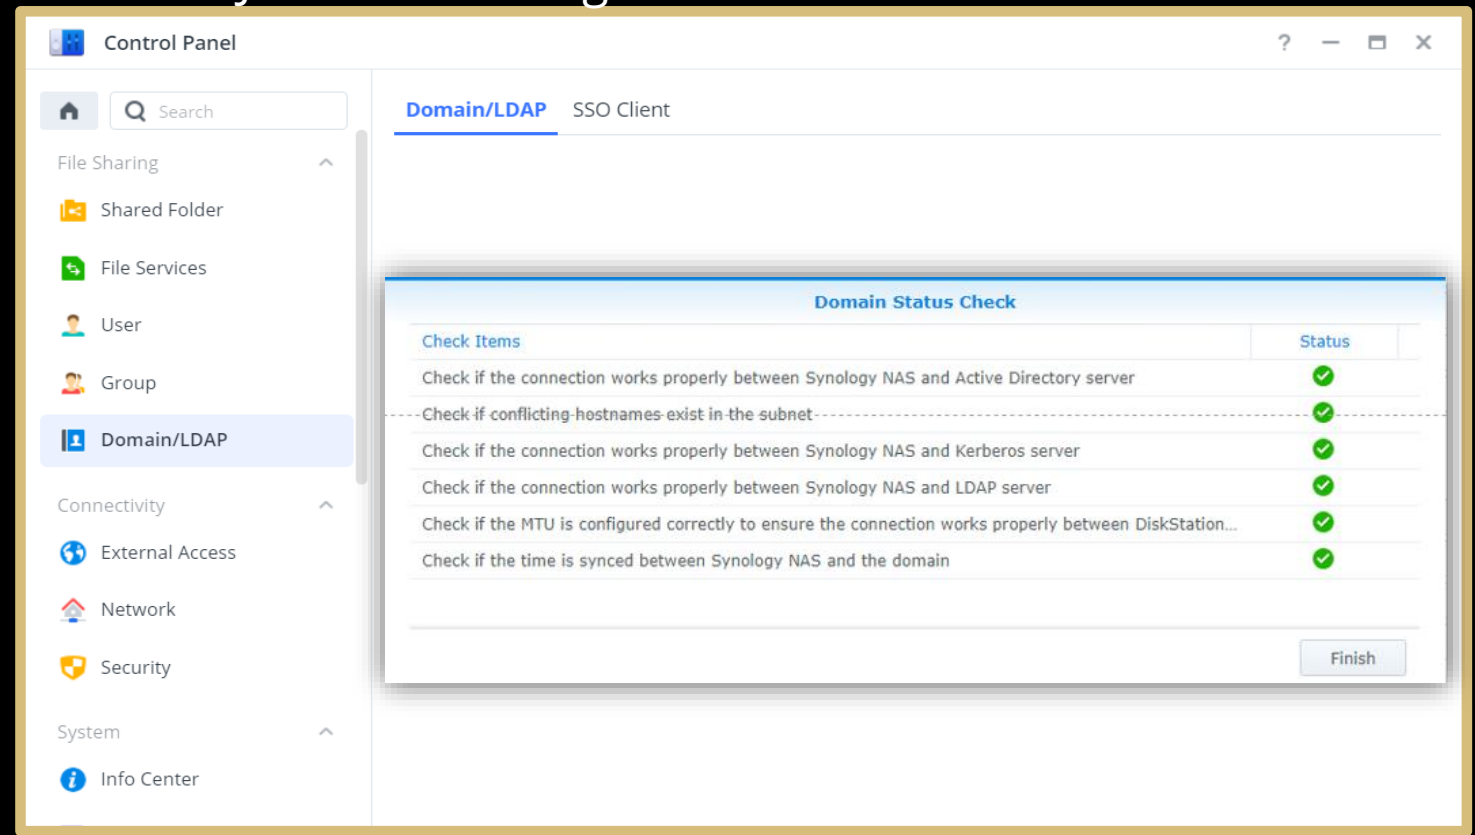 Control Panel
?
Search
Domain/LDAP SSO Client
File Sharing
Shared Folder
File Services
User
Group
Domain/LDAP
Connectivity
External Access
Network
Security
System
Info Center
Domain Status Check
Check Items Status
Check if the connection works properly between Synology NAS and Active Directory server
Check if conflicting hostnames exist in the subnet
Check if the connection works properly between Synology NAS and Kerberos server
Check if the connection works properly between Synology NAS and LDAP server
Check if the MTU is configured correctly to ensure the connection works properly between DiskStation...
Check if the time is synced between Synology NAS and the domain
Finish